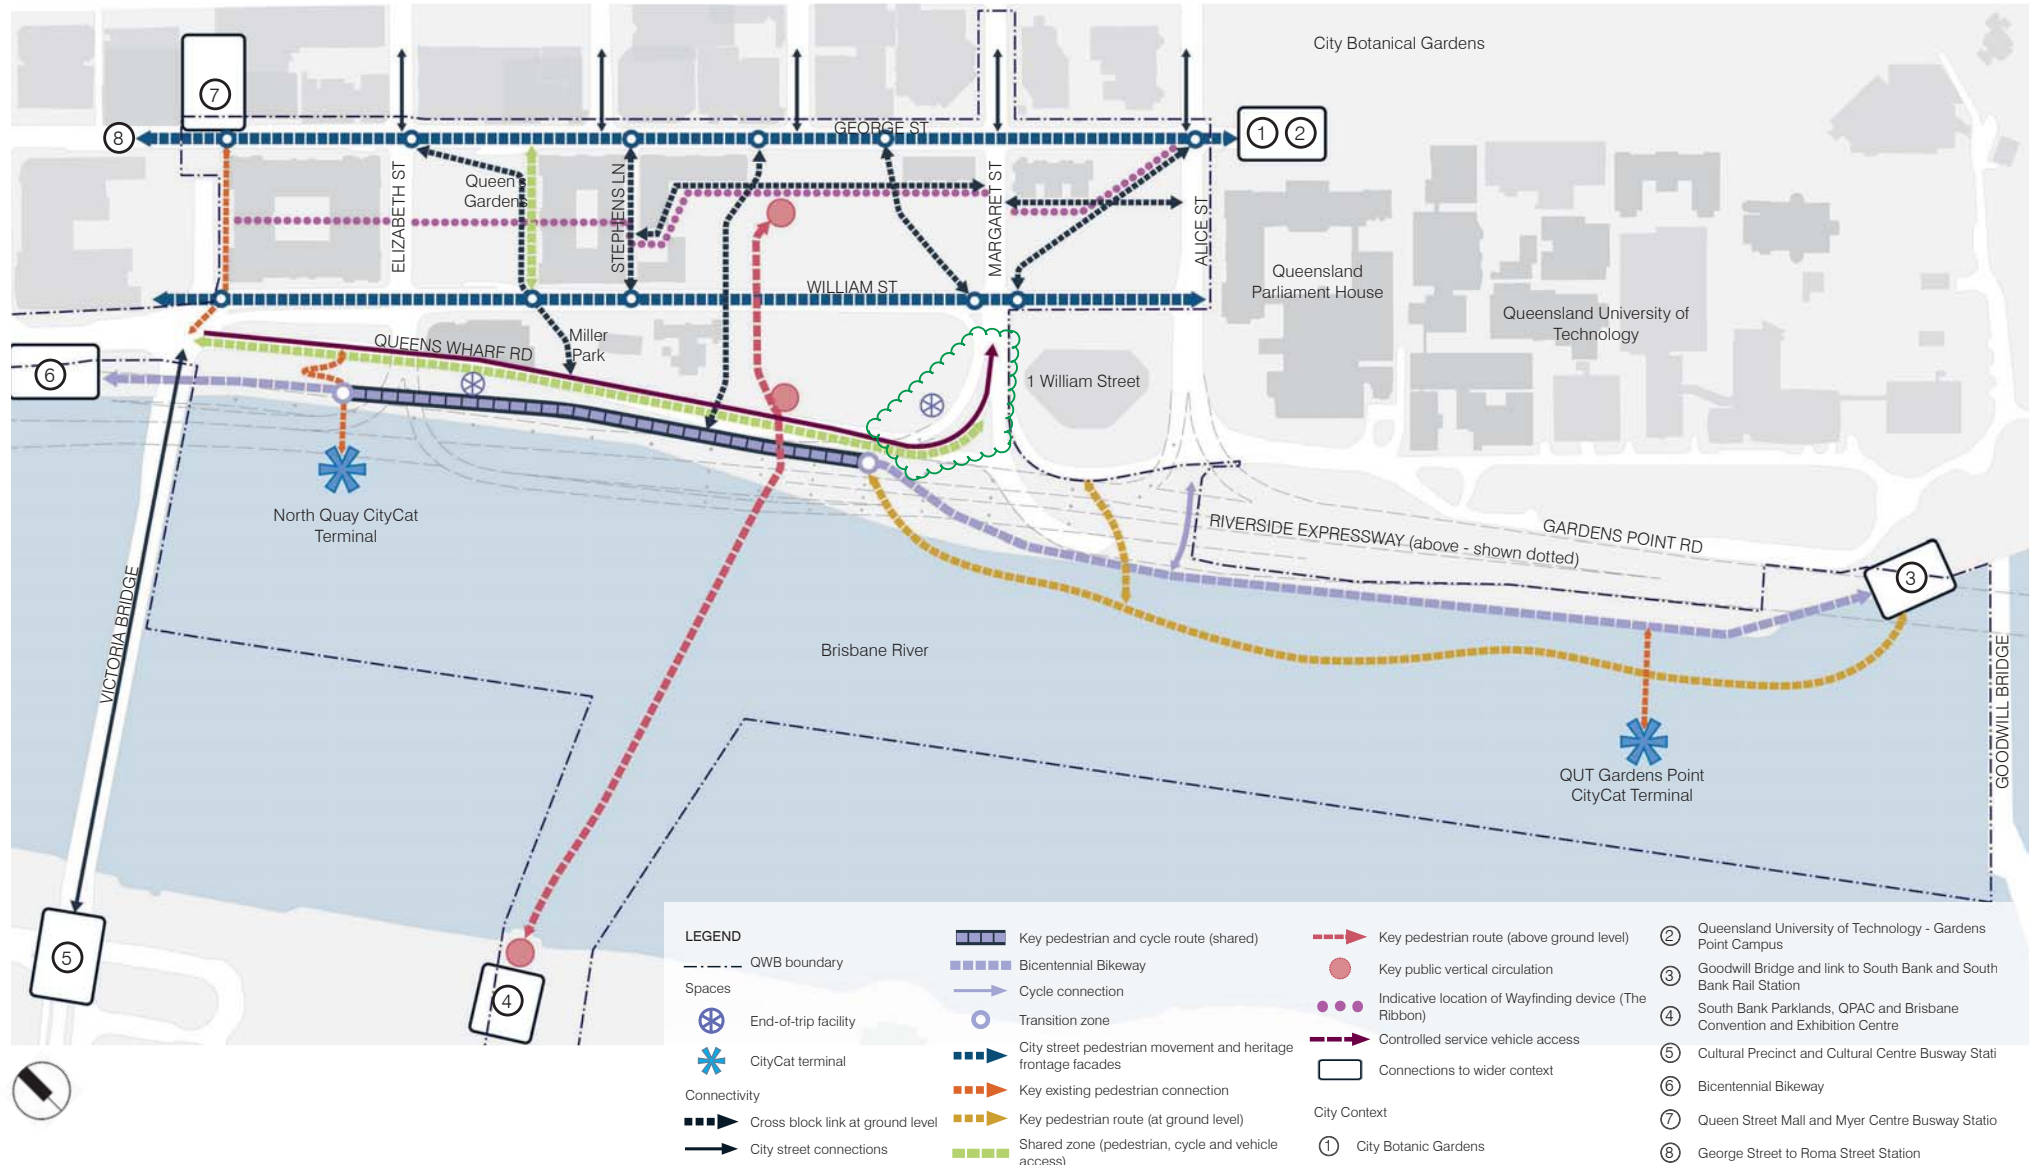 City Botanical Gardens
7
8
GEORGE ST
1 2
ELIZABETH ST
Queen's
Gardens
STEPHENS LN
MARGARET ST
ALICE ST
Queensland
Parliament House
WILLIAM ST
Queensland University of
Technology
QUEENS WHARF RD
Miller
Park
6
1 William Street
North Quay CityCat
Terminal
RIVERSIDE EXPRESSWAY (above - shown dotted)
GARDENS POINT RD
3
VICTORIA BRIDGE
Brisbane River
GOODWILL BRIDGE
QUT Gardens Point
CityCat Terminal
5
4
LEGEND
QWB boundary
Spaces
End-of-trip facility
CityCat terminal
Connectivity
Cross block link at ground level
City street connections
Key pedestrian and cycle route (shared)
Bicentennial Bikeway
Cycle connection
Transition zone
City street pedestrian movement and heritage
frontage facades
Key existing pedestrian connection
Key pedestrian route (at ground level)
Shared zone (pedestrian, cycle and vehicle
access)
Key pedestrian route (above ground level)
Key public vertical circulation
Indicative location of Wayfinding device (The
Ribbon)
Controlled service vehicle access
Connections to wider context
City Context
1 City Botanic Gardens
2 Queensland University of Technology - Gardens
Point Campus
3 Goodwill Bridge and link to South Bank and South
Bank Rail Station
4 South Bank Parklands, QPAC and Brisbane
Convention and Exhibition Centre
5 Cultural Precinct and Cultural Centre Busway Stati
6 Bicentennial Bikeway
7 Queen Street Mall and Myer Centre Busway Statio
8 George Street to Roma Street Station